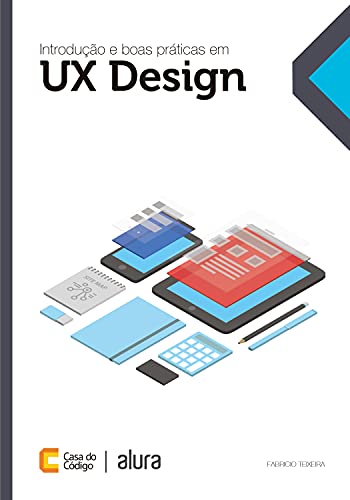 Introdução e boas práticas em
UX Design
SITE MAP
Casa do
Código
alura
FABRICIO TEIXEIRA